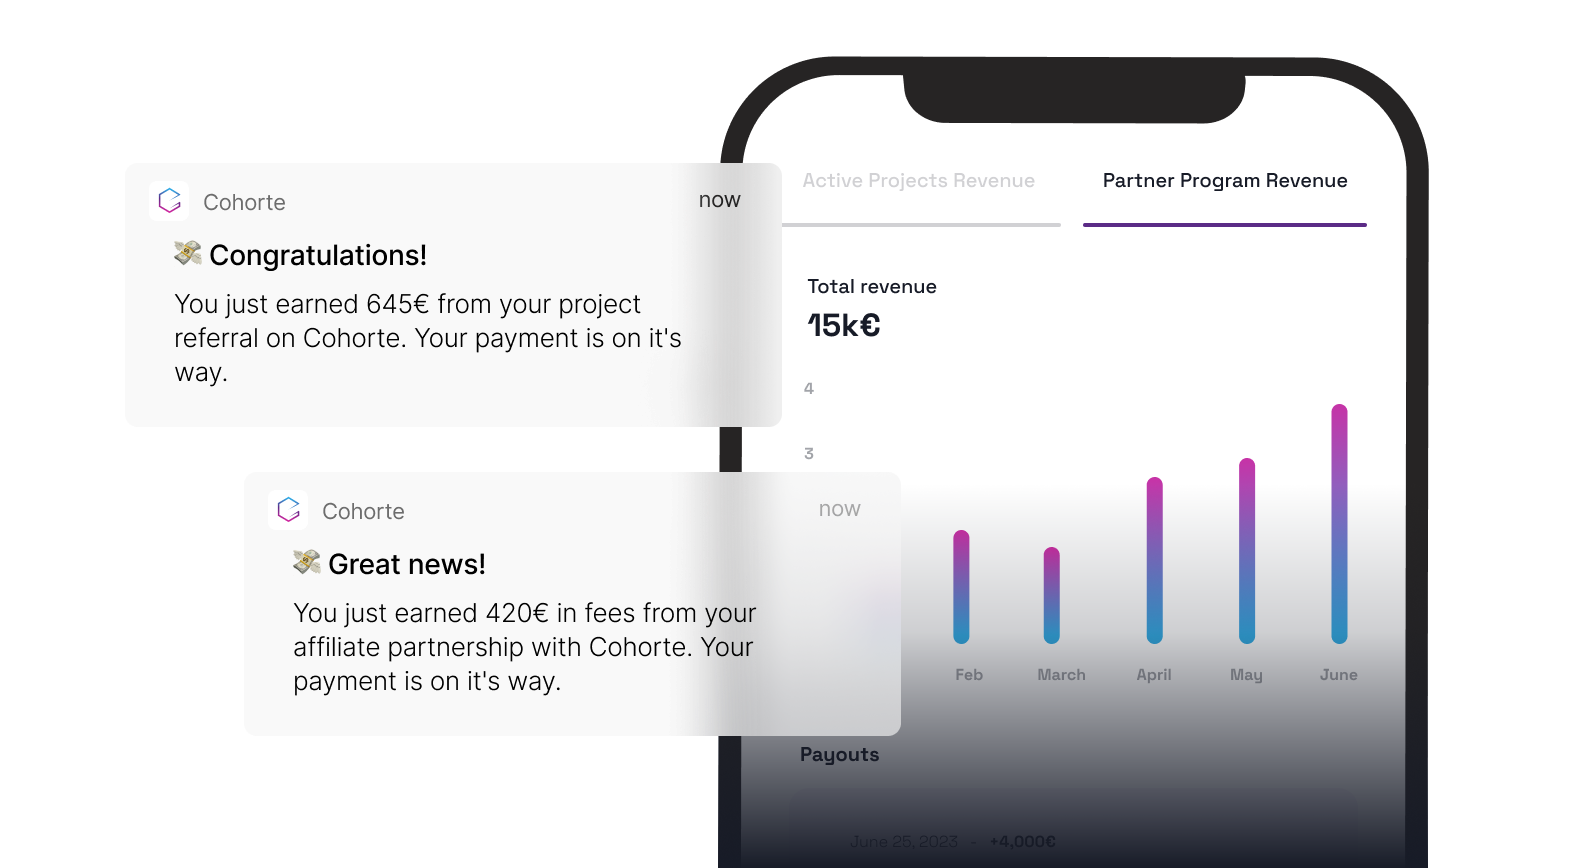 Cohorte
now
💸 Congratulations!
You just earned 645€ from your project
referral on Cohorte. Your payment is on it's
way.
Cohorte
now
💸 Great news!
You just earned 420€ in fees from your
affiliate partnership with Cohorte. Your
payment is on it's way.
Active Projects Revenue
Partner Program Revenue
Total revenue
15k€
4
3
Feb March April May June
Payouts
June 25, 2023 - +4,000€